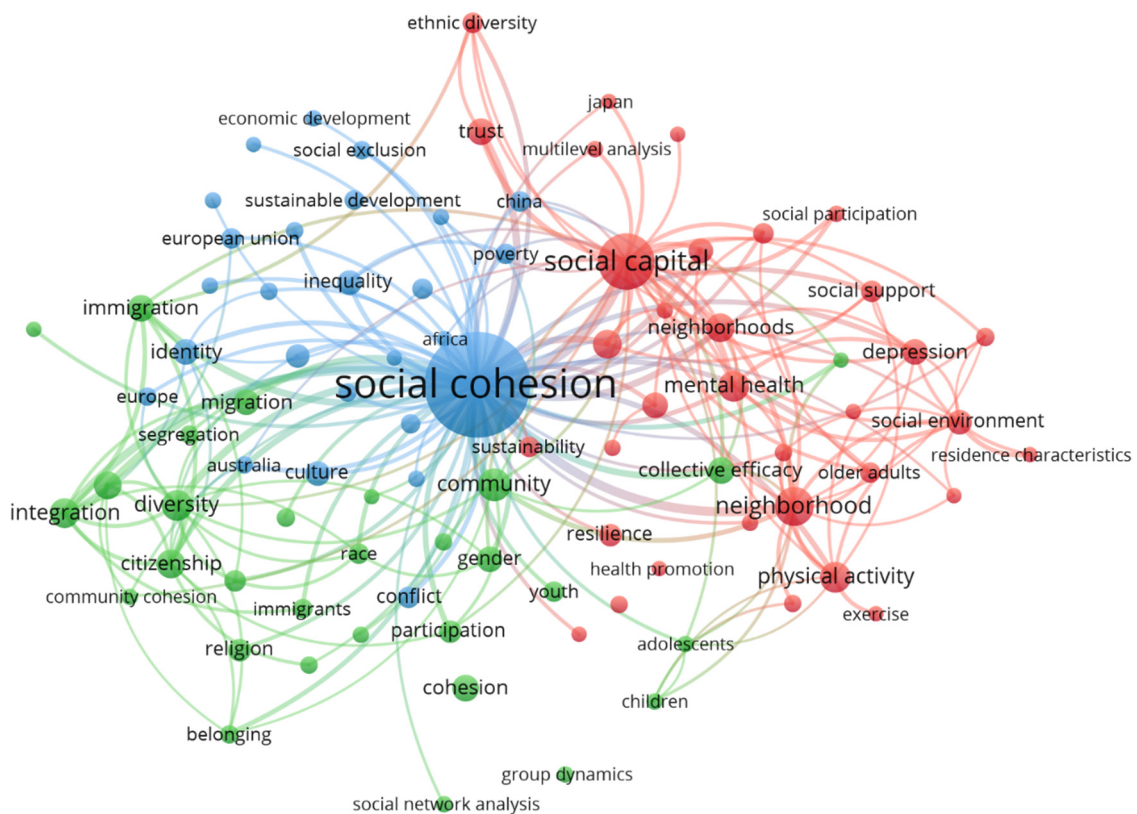 ethnic diversity
japan
economic development
trust
social exclusion
multilevel analysis
sustainable development
china
social participation
european union
poverty
social capital
inequality
social support
immigration
neighborhoods
africa
identity
depression
social cohesion
mental health
europe
migration
social environment
segregation
sustainability
residence characteristics
australia
culture
community
collective efficacy
older adults
integration
diversity
neighborhood
resilience
citizenship
race
gender
health promotion
physical activity
community cohesion
immigrants
conflict
youth
exercise
participation
adolescents
religion
cohesion
children
belonging
group dynamics
social network analysis